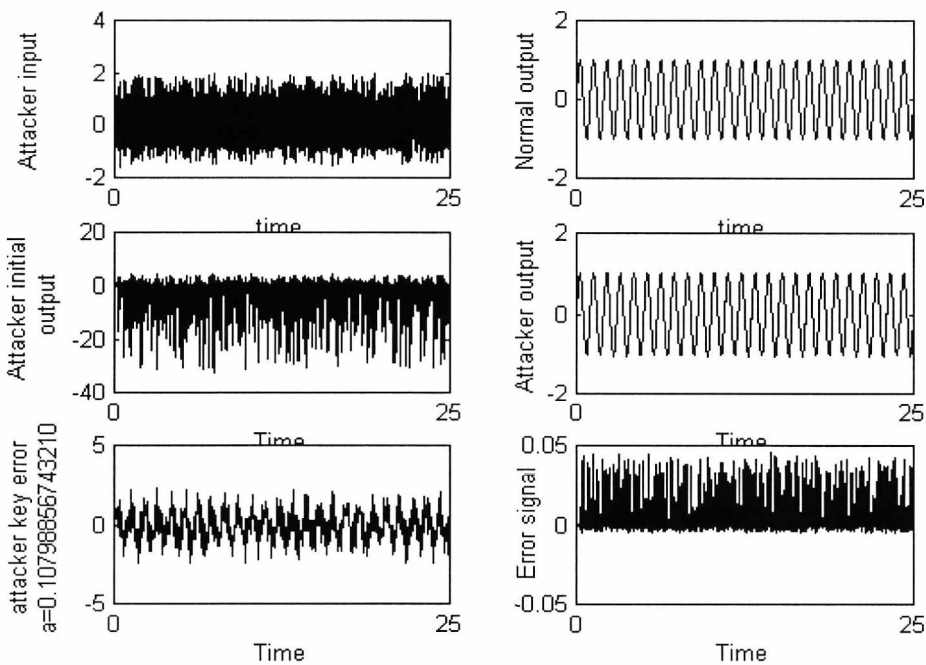 4
2
0
-2
Attacker input
0
25
time
2
0
-2
Normal output
0
25
time
20
0
-20
-40
Attacker initial
output
0
25
Time
2
0
-2
Attacker output
0
25
Time
5
0
-5
attacker key error
a=0.10798856743210
0
25
Time
0.05
0
-0.05
Error signal
0
25
Time